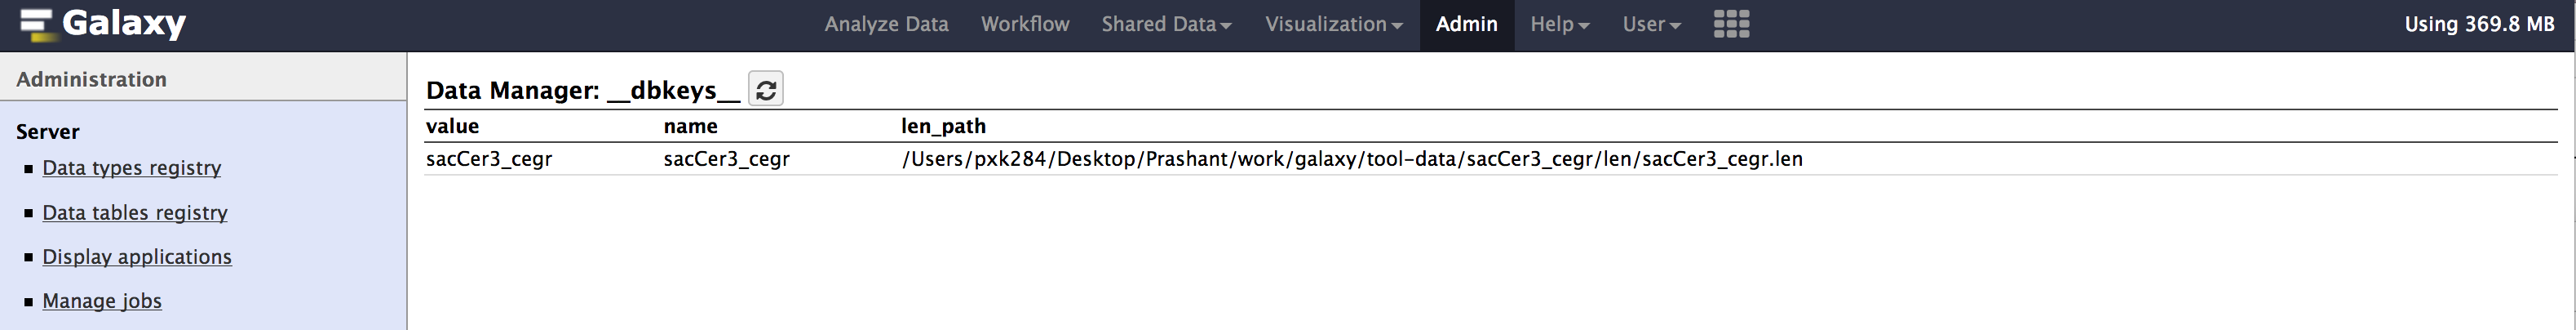 Galaxy
Analyze Data Workflow Shared Data Visualization Admin Help User
Using 369.8 MB
Administration
Server
Data types registry
Data tables registry
Display applications
Manage jobs
Data Manager: __dbkeys__
value name len_path
sacCer3_cegr sacCer3_cegr /Users/pxk284/Desktop/Prashant/work/galaxy/tool-data/sacCer3_cegr/len/sacCer3_cegr.len